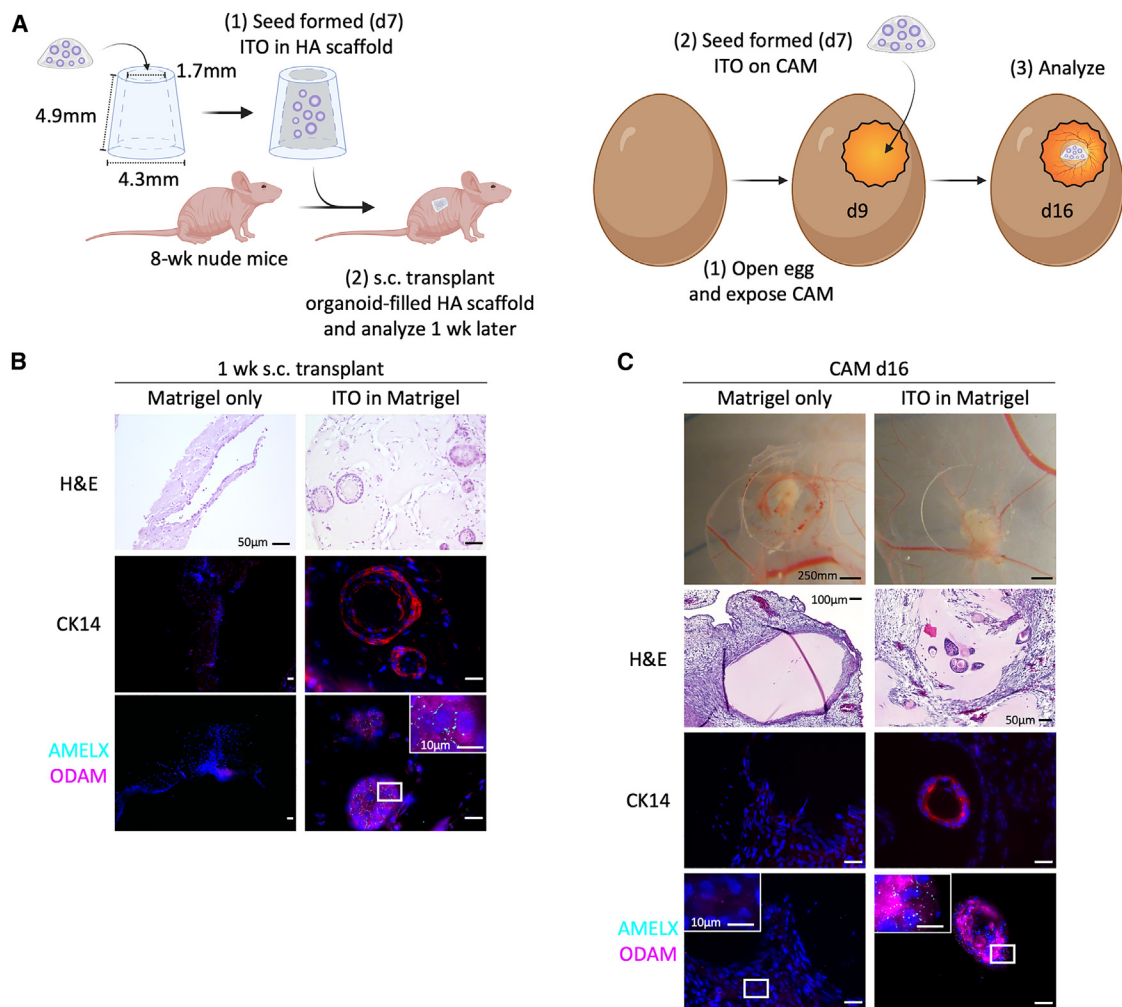 A
(1) Seed formed (d7)
ITO in HA scaffold
1.7mm
4.9mm
4.3mm
8-wk nude mice
(2) s.c. transplant
organoid-filled HA scaffold
and analyze 1 wk later
(2) Seed formed (d7)
ITO on CAM
(3) Analyze
d9
d16
(1) Open egg
and expose CAM
B
1 wk s.c. transplant
Matrigel only
ITO in Matrigel
H&E
50µm
CK14
AMELX
ODAM
10µm
C
CAM d16
Matrigel only
ITO in Matrigel
250mm
H&E
100µm
50µm
CK14
AMELX
ODAM
10µm